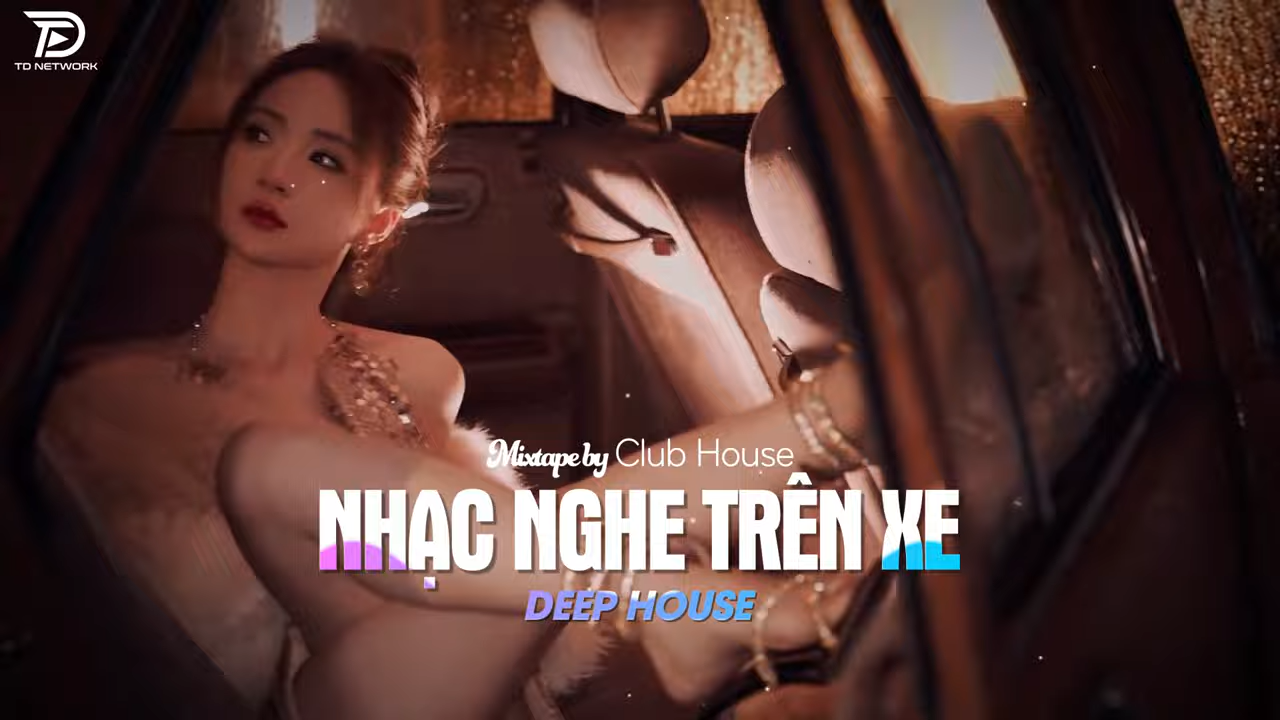 TD NETWORK
Mixtape by Club House
NHẠC NGHE TRÊN XE
DEEP HOUSE